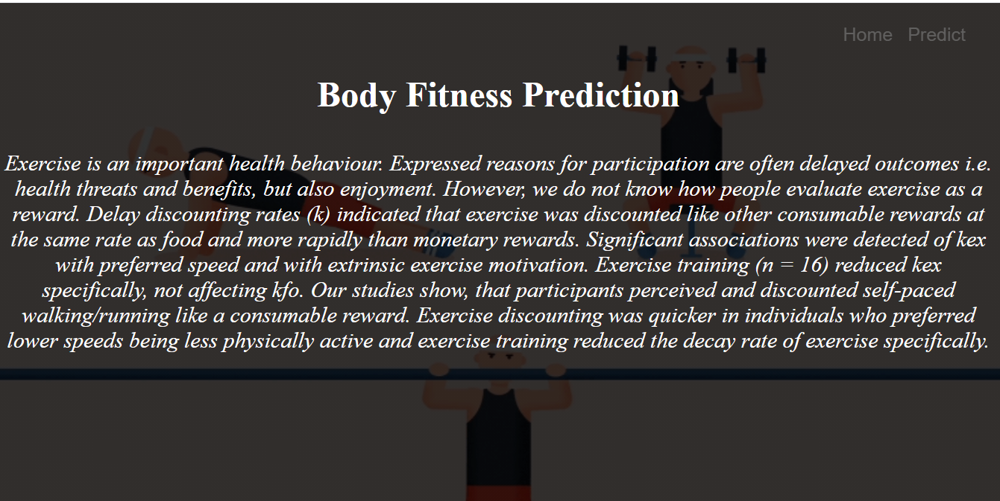 Home Predict
Body Fitness Prediction
Exercise is an important health behaviour. Expressed reasons for participation are often delayed outcomes i.e.
health threats and benefits, but also enjoyment. However, we do not know how people evaluate exercise as a
reward. Delay discounting rates (k) indicated that exercise was discounted like other consumable rewards at
the same rate as food and more rapidly than monetary rewards. Significant associations were detected of kex
with preferred speed and with extrinsic exercise motivation. Exercise training (n = 16) reduced kex
specifically, not affecting kfo. Our studies show, that participants perceived and discounted self-paced
walking/running like a consumable reward. Exercise discounting was quicker in individuals who preferred
lower speeds being less physically active and exercise training reduced the decay rate of exercise specifically.